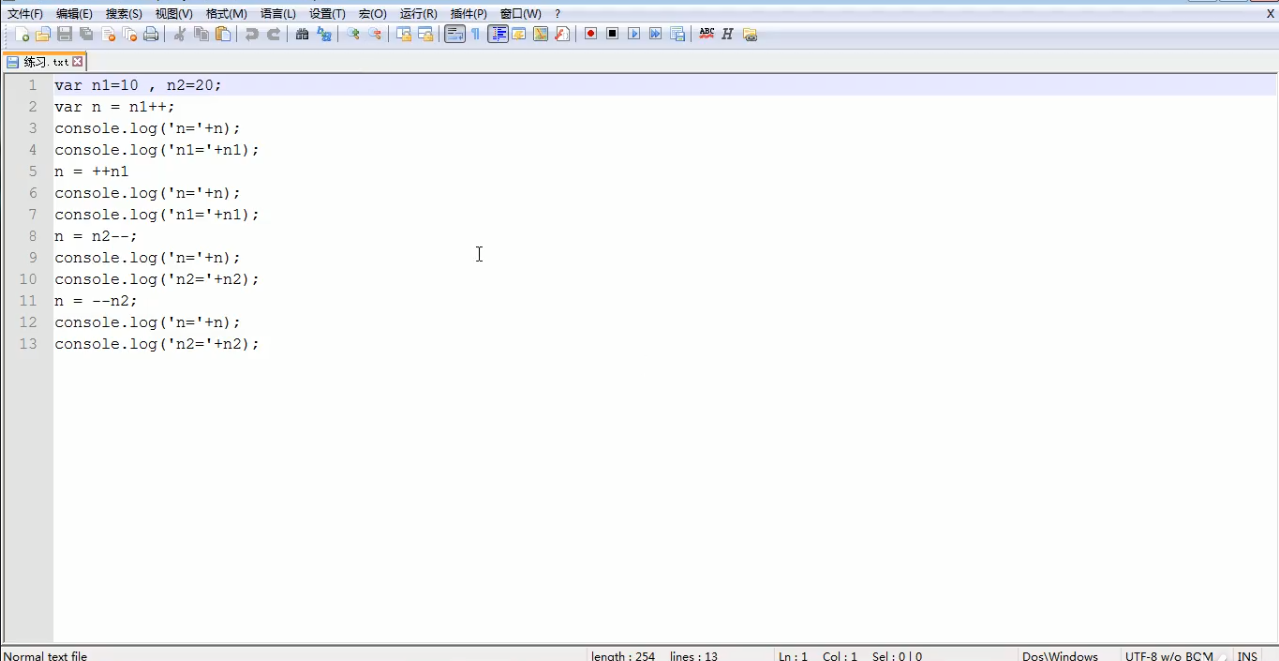 文件(F) 编辑(E) 搜索(S) 视图(V) 格式(M) 语言(L) 设置(T) 宏(O) 运行(R) 插件(P) 窗口(W) ? X
ABC H
练习.txt
1 var n1=10 , n2=20;
2 var n = n1++;
3 console.log('n='+n);
4 console.log('n1='+n1);
5 n = ++n1
6 console.log('n='+n);
7 console.log('n1='+n1);
8 n = n2--;
9 console.log('n='+n);
10 console.log('n2='+n2);
11 n = --n2;
12 console.log('n='+n);
13 console.log('n2='+n2);
Normal text file length : 254 lines : 13 Ln : 1 Col : 1 Sel : 0 | 0 Dos\Windows UTF-8 w/o BOM INS